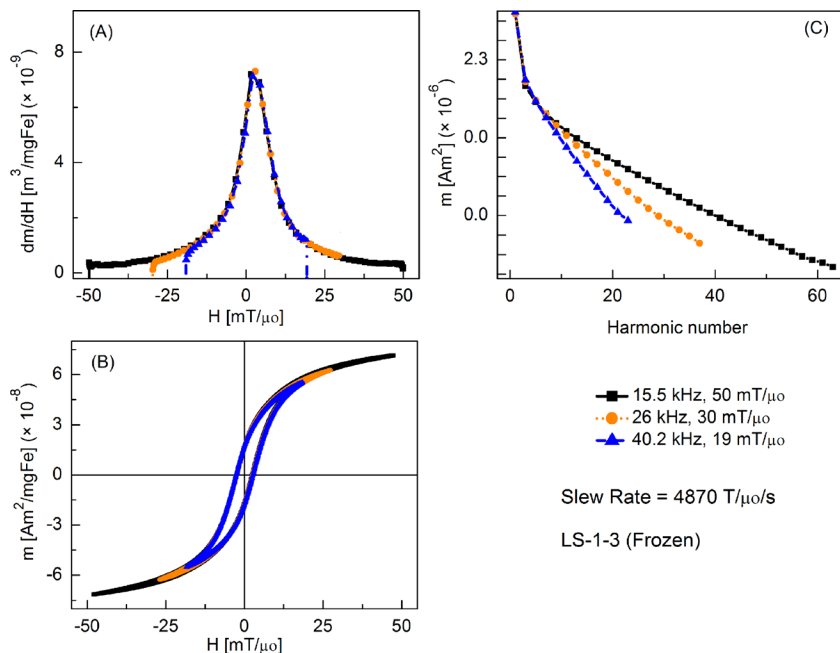 (A)
dm/dH [m³/mgFe] (× 10⁻⁹)
8
4
0
-50 -25 0 25 50
H [mT/μo]
(B)
m [Am²/mgFe] (× 10⁻⁸)
6
3
0
-3
-6
-50 -25 0 25 50
H [mT/μo]
(C)
m [Am²] (× 10⁻⁶)
2.3
0.0
0.0
0 20 40 60
Harmonic number
15.5 kHz, 50 mT/μo
26 kHz, 30 mT/μo
40.2 kHz, 19 mT/μo
Slew Rate = 4870 T/μo/s
LS-1-3 (Frozen)